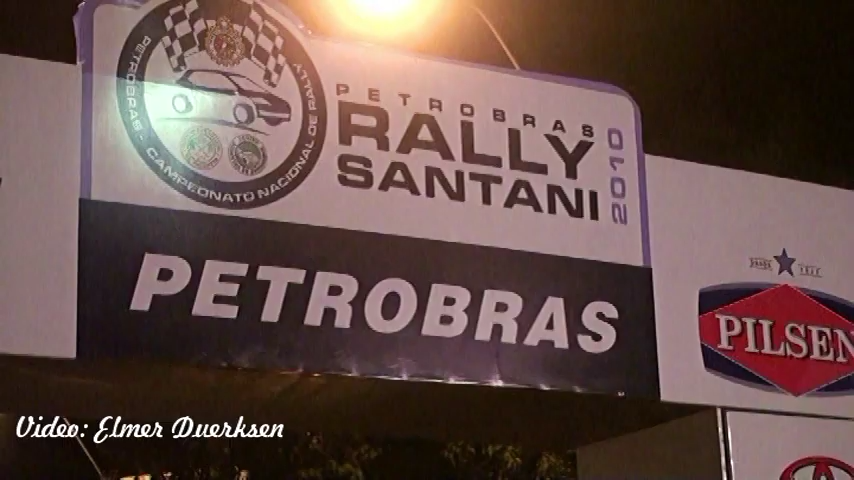 PETROBRAS - CAMPEONATO NACIONAL DE RALLY
PETROBRAS
RALLY
SANTANI
2010
PETROBRAS
PILSEN
Video: Elmer Duerksen